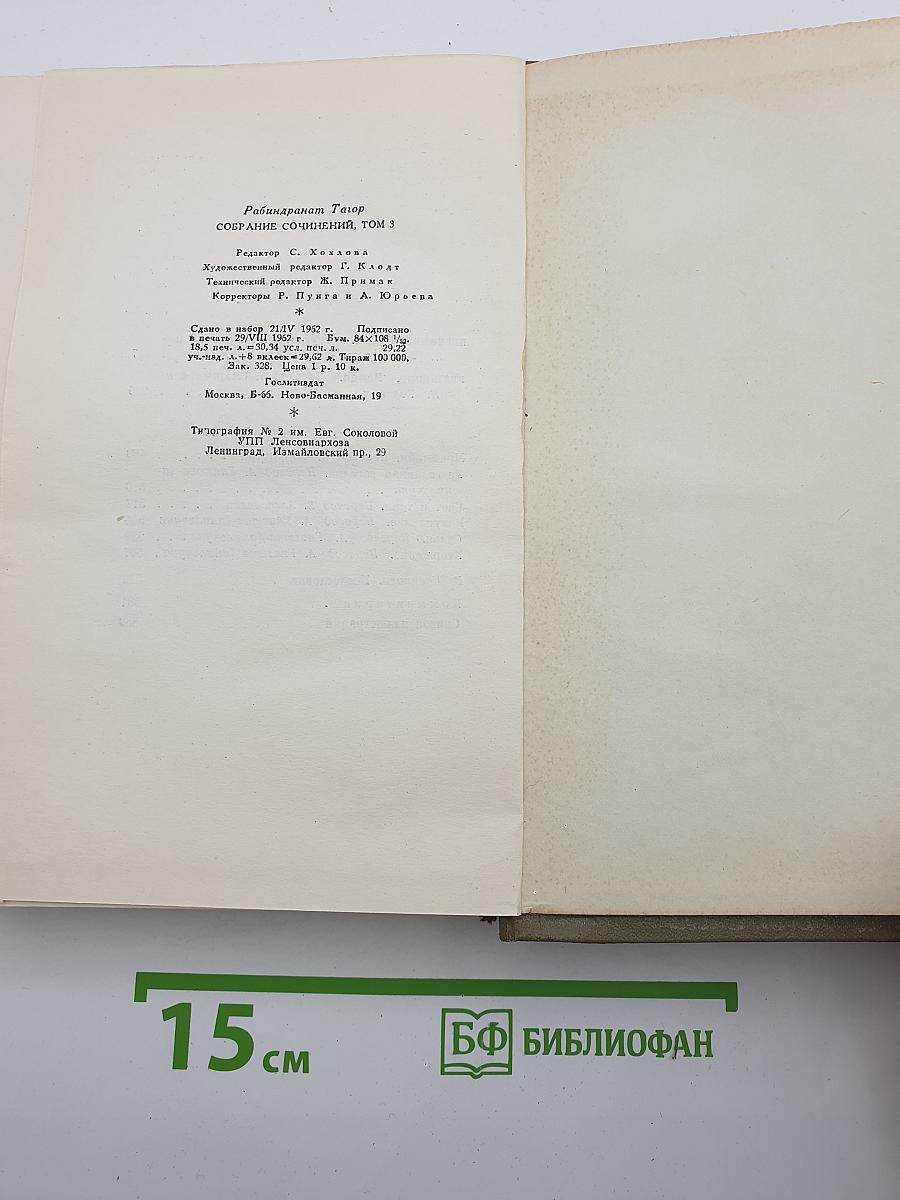 Рабиндранат Тагор
СОБРАНИЕ СОЧИНЕНИЙ, ТОМ 3
Редактор С. Хохлова
Художественный редактор Г. Клодт
Технический редактор Ж. Примак
Корректоры Р. Пунга и А. Юрьева
*
Сдано в набор 21/IV 1962 г. Подписано
в печать 29/VIII 1962 г. Бум. 84×108 1/32.
18,5 печ. л.=30,34 усл. печ. л. 29,22
уч.-изд. л.+8 вклеек=29,62 л. Тираж 100 000.
Зак. 328. Цена 1 р. 10 к.
Гослитиздат
Москва, Б-66. Ново-Басманная, 19
*
Типография № 2 им. Евг. Соколовой
УПП Ленсовнархоза
Ленинград, Измайловский пр., 29
15 см
БФ БИБЛИОФАН